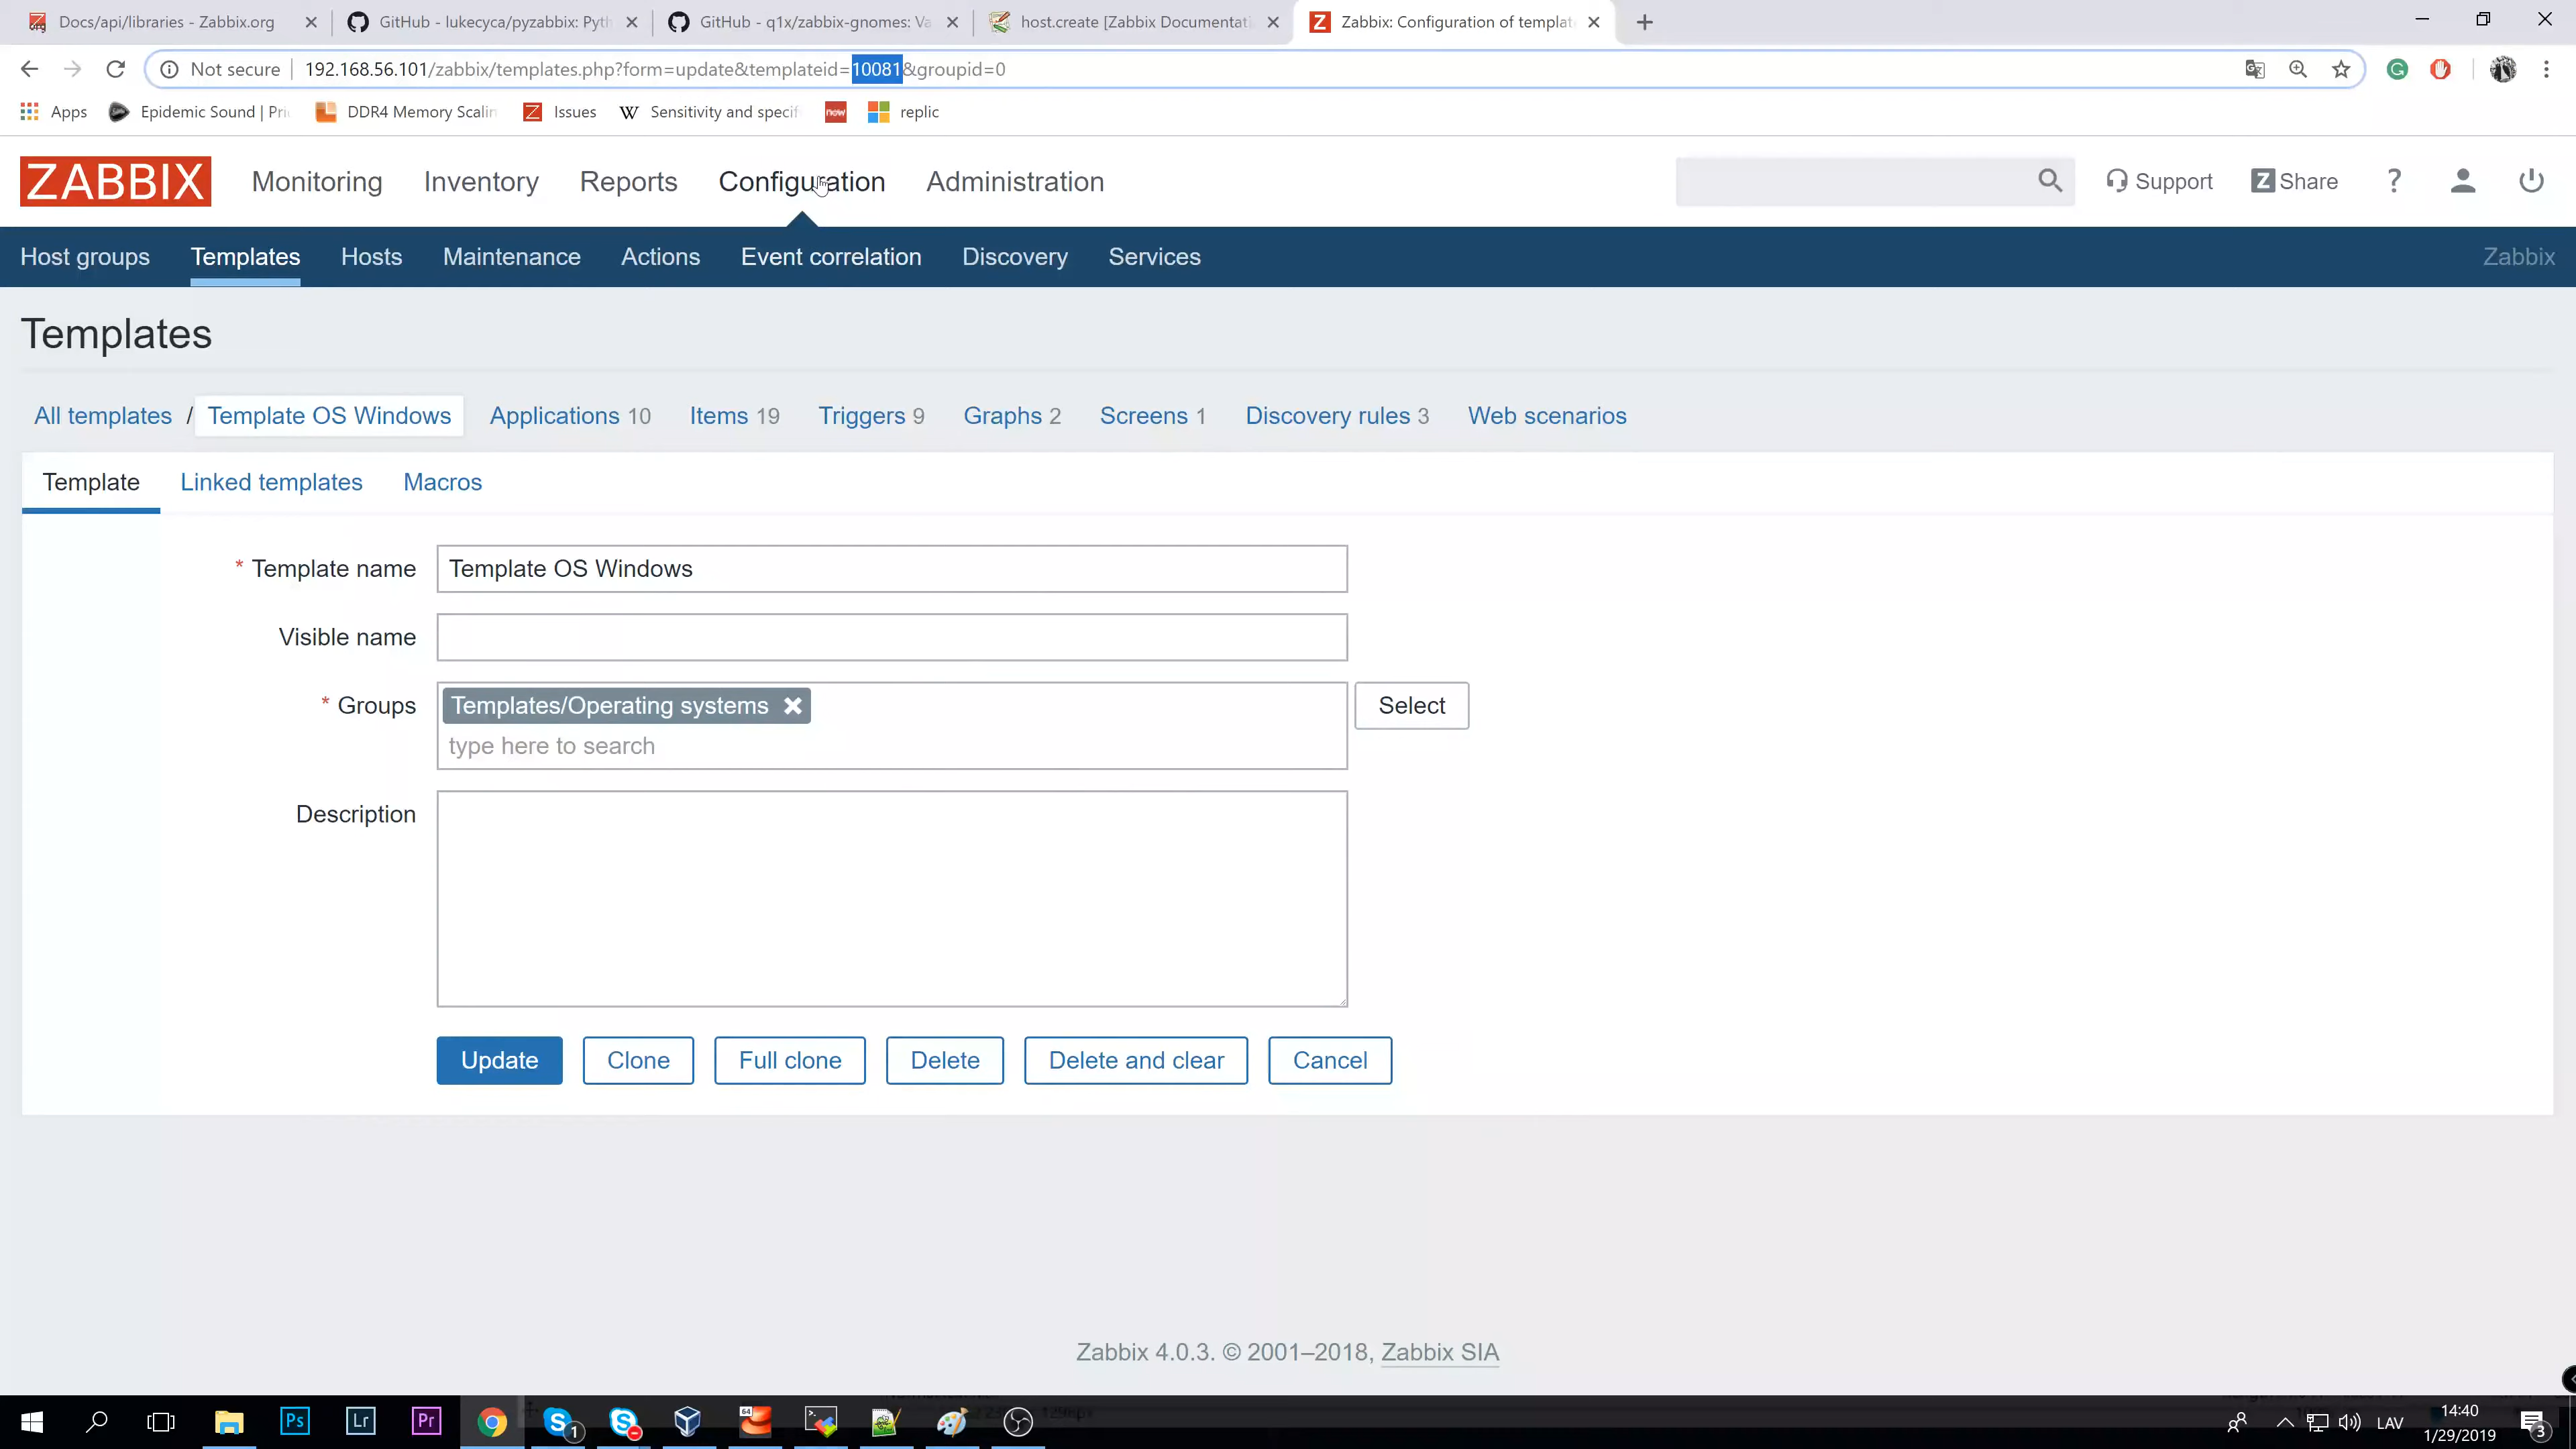 Docs/api/libraries - Zabbix.org
GitHub - lukecyca/pyzabbix: Pyth
GitHub - q1x/zabbix-gnomes: Va
host.create [Zabbix Documentati
Zabbix: Configuration of templat
Not secure
192.168.56.101/zabbix/templates.php?form=update&templateid=10081&groupid=0
Apps
Epidemic Sound | Pri
DDR4 Memory Scalin
Issues
Sensitivity and specif
now
replic
ZABBIX
Monitoring
Inventory
Reports
Configuration
Administration
Support
Z Share
?
Host groups
Templates
Hosts
Maintenance
Actions
Event correlation
Discovery
Services
Zabbix
Templates
All templates / Template OS Windows
Applications 10
Items 19
Triggers 9
Graphs 2
Screens 1
Discovery rules 3
Web scenarios
Template
Linked templates
Macros
* Template name
Template OS Windows
Visible name
* Groups
Templates/Operating systems
Select
type here to search
Description
Update
Clone
Full clone
Delete
Delete and clear
Cancel
Zabbix 4.0.3. © 2001–2018, Zabbix SIA
Ps
Lr
Pr
1
64
LAV
14:40
1/29/2019
3